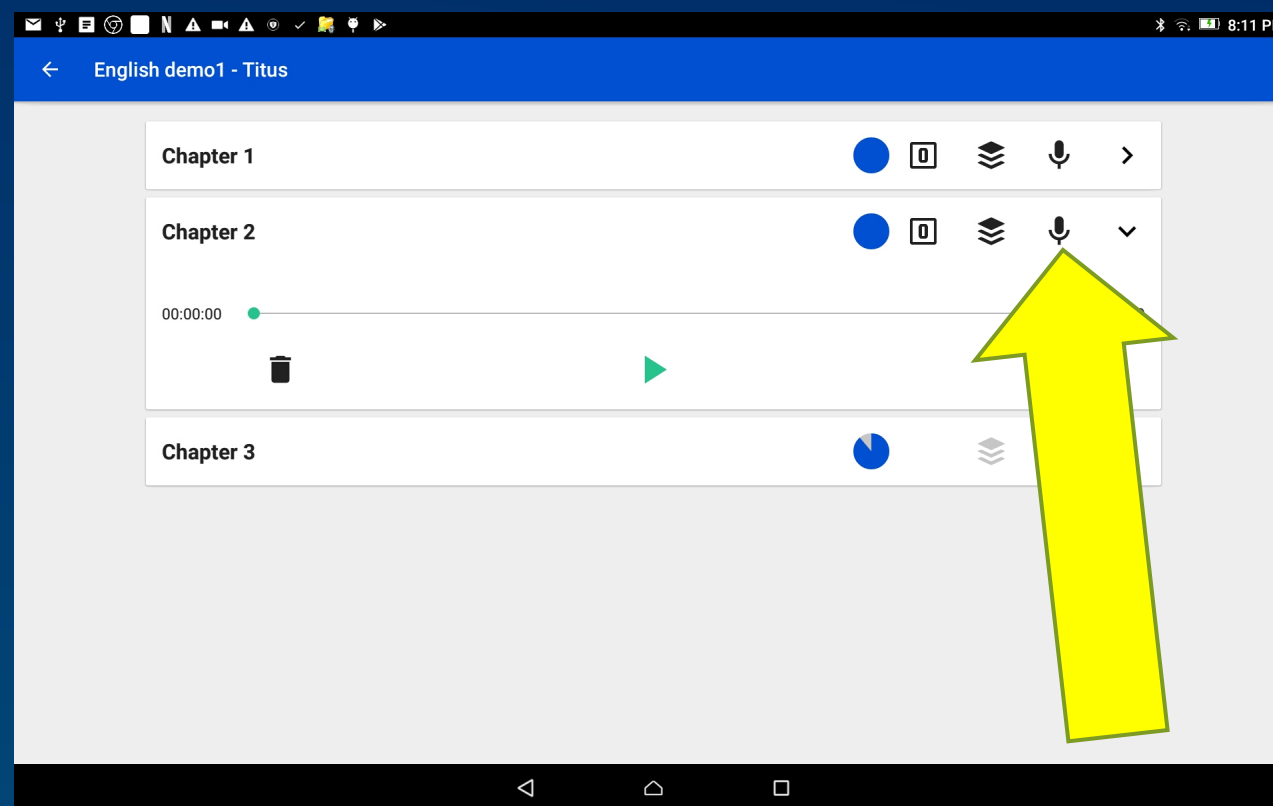 8:11 P
English demo1 - Titus
Chapter 1
0
Chapter 2
0
00:00:00
Chapter 3